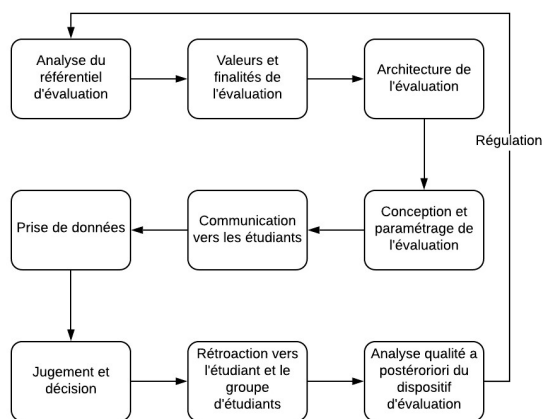 Analyse du
référentiel
d'évaluation
Valeurs et
finalités de
l'évaluation
Architecture de
l'évaluation
Régulation
Conception et
paramétrage de
l'évaluation
Communication
vers les étudiants
Prise de données
Jugement et
décision
Rétroaction vers
l'étudiant et le
groupe
d'étudiants
Analyse qualité a
postéroriori du
dispositif
d'évaluation